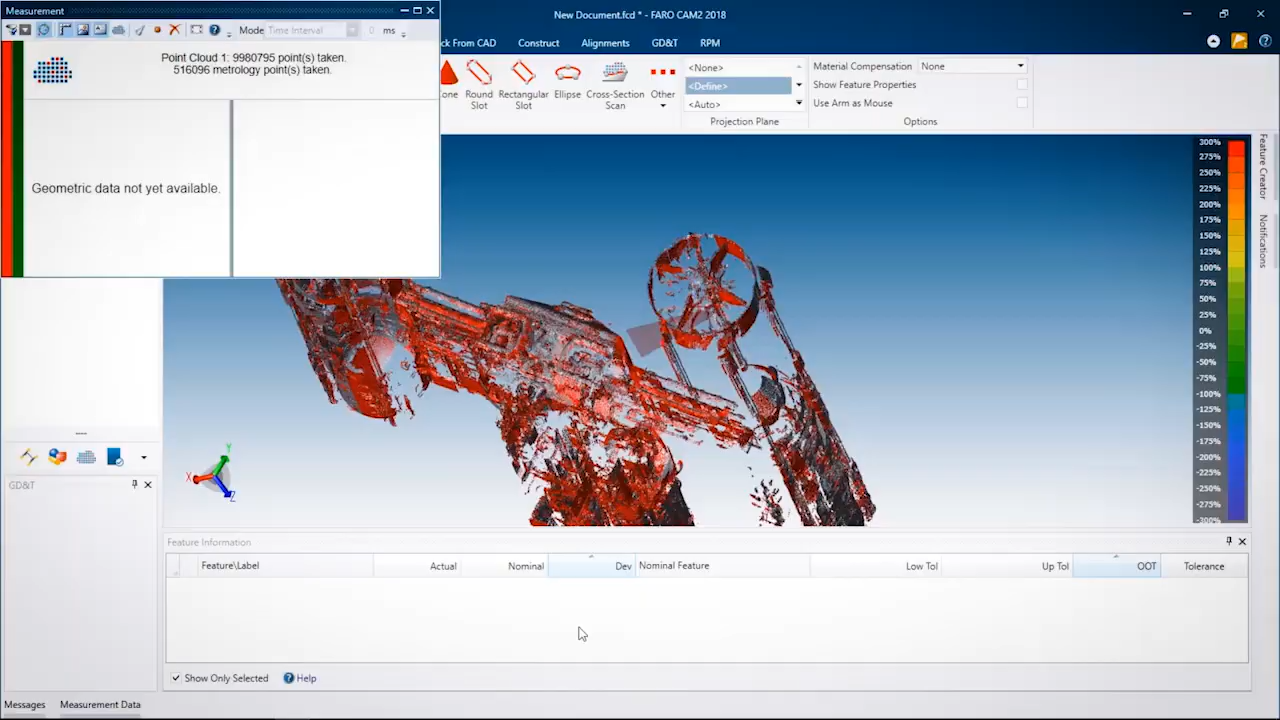 Measurement
New Document.fcd * - FARO CAM2 2018
Mode Time Interval 0 ms
ck From CAD Construct Alignments GD&T RPM
Point Cloud 1: 9980795 point(s) taken.
516096 metrology point(s) taken.
Geometric data not yet available.
one
Round
Slot
Rectangular
Slot
Ellipse
Cross-Section
Scan
Other
<None>
<Define>
<Auto>
Projection Plane
Material Compensation None
Show Feature Properties
Use Arm as Mouse
Options
300%
275%
250%
225%
200%
175%
150%
125%
100%
75%
50%
25%
0%
-25%
-50%
-75%
-100%
-125%
-150%
-175%
-200%
-225%
-250%
-275%
-300%
Feature Creator
Notifications
Y
X
Z
GD&T
Feature Information
Feature\Label Actual Nominal Dev Nominal Feature Low Tol Up Tol OOT Tolerance
Show Only Selected Help
Messages Measurement Data